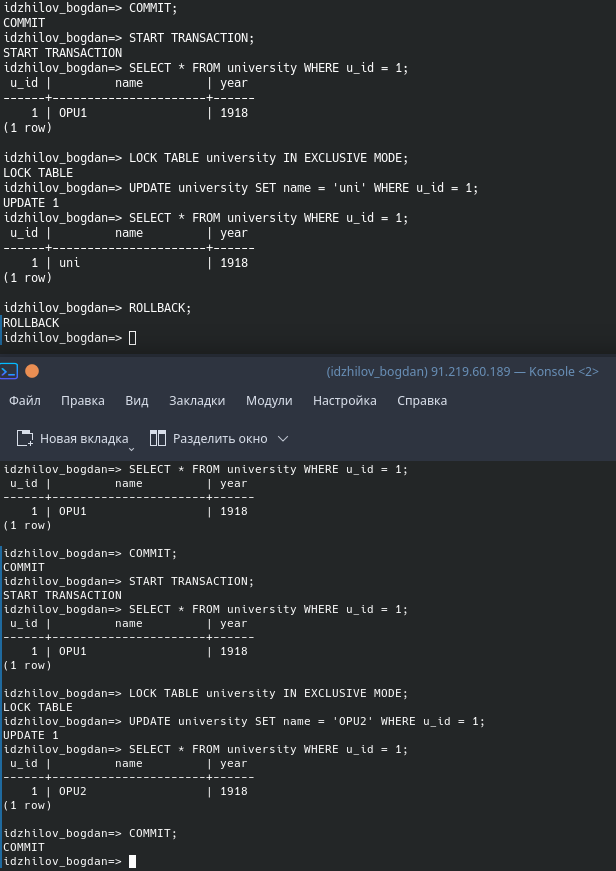 idzhilov_bogdan=> COMMIT;
COMMIT
idzhilov_bogdan=> START TRANSACTION;
START TRANSACTION
idzhilov_bogdan=> SELECT * FROM university WHERE u_id = 1;
 u_id |         name         | year
------+----------------------+------
    1 | OPU1                 | 1918
(1 row)

idzhilov_bogdan=> LOCK TABLE university IN EXCLUSIVE MODE;
LOCK TABLE
idzhilov_bogdan=> UPDATE university SET name = 'uni' WHERE u_id = 1;
UPDATE 1
idzhilov_bogdan=> SELECT * FROM university WHERE u_id = 1;
 u_id |         name         | year
------+----------------------+------
    1 | uni                  | 1918
(1 row)

idzhilov_bogdan=> ROLLBACK;
ROLLBACK
idzhilov_bogdan=>
(idzhilov_bogdan) 91.219.60.189 — Konsole <2>
Файл Правка Вид Закладки Модули Настройка Справка
Новая вкладка Разделить окно
idzhilov_bogdan=> SELECT * FROM university WHERE u_id = 1;
 u_id |         name         | year
------+----------------------+------
    1 | OPU1                 | 1918
(1 row)

idzhilov_bogdan=> COMMIT;
COMMIT
idzhilov_bogdan=> START TRANSACTION;
START TRANSACTION
idzhilov_bogdan=> SELECT * FROM university WHERE u_id = 1;
 u_id |         name         | year
------+----------------------+------
    1 | OPU1                 | 1918
(1 row)

idzhilov_bogdan=> LOCK TABLE university IN EXCLUSIVE MODE;
LOCK TABLE
idzhilov_bogdan=> UPDATE university SET name = 'OPU2' WHERE u_id = 1;
UPDATE 1
idzhilov_bogdan=> SELECT * FROM university WHERE u_id = 1;
 u_id |         name         | year
------+----------------------+------
    1 | OPU2                 | 1918
(1 row)

idzhilov_bogdan=> COMMIT;
COMMIT
idzhilov_bogdan=>